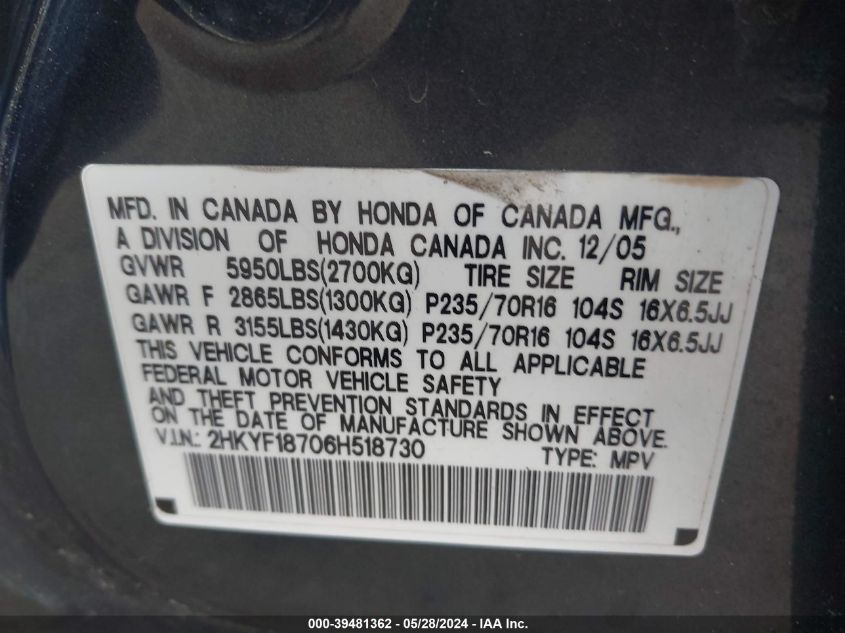 MFD. IN CANADA BY HONDA OF CANADA MFG.,
A DIVISION OF HONDA CANADA INC. 12/05
GVWR 5950LBS(2700KG) TIRE SIZE RIM SIZE
GAWR F 2865LBS(1300KG) P235/70R16 104S 16X6.5JJ
GAWR R 3155LBS(1430KG) P235/70R16 104S 16X6.5JJ
THIS VEHICLE CONFORMS TO ALL APPLICABLE
FEDERAL MOTOR VEHICLE SAFETY
AND THEFT PREVENTION STANDARDS IN EFFECT
ON THE DATE OF MANUFACTURE SHOWN ABOVE.
V.I.N.: 2HKYF18706H518730 TYPE: MPV
000-39481362 / 05/28/2024 - IAA Inc.